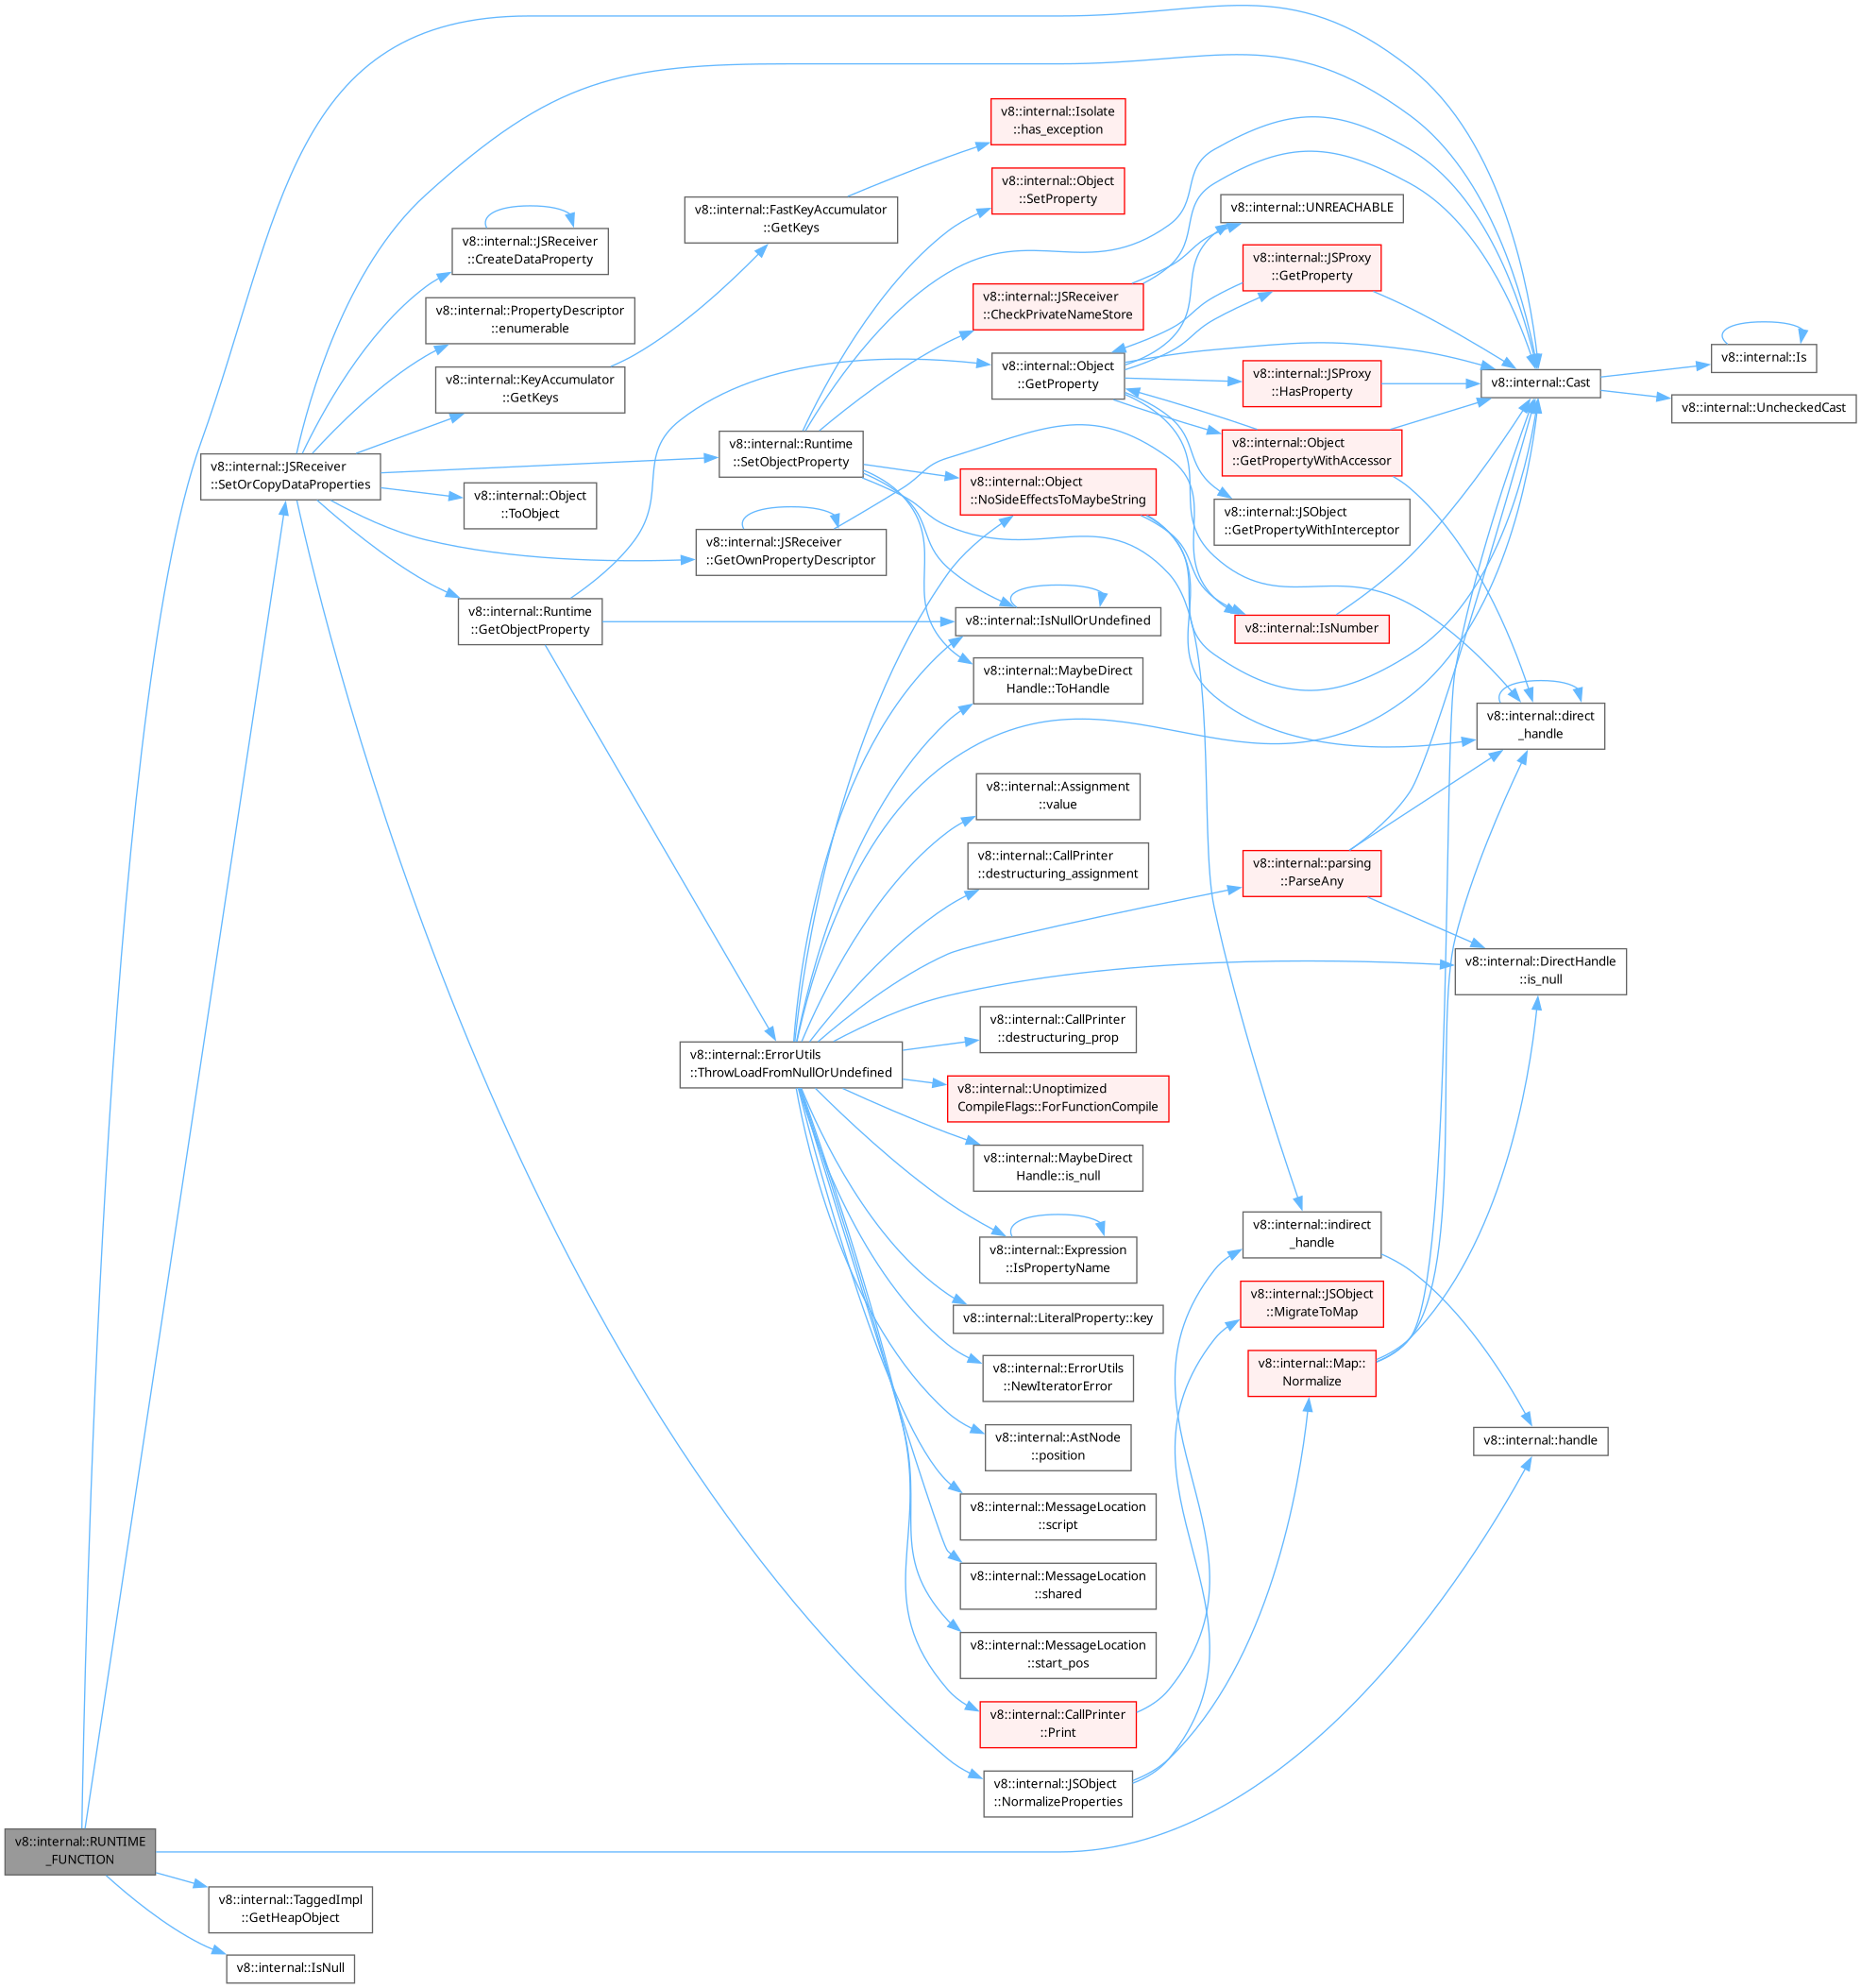 v8::internal::RUNTIME
_FUNCTION
v8::internal::JSReceiver
::SetOrCopyDataProperties
v8::internal::TaggedImpl
::GetHeapObject
v8::internal::IsNull
v8::internal::JSReceiver
::CreateDataProperty
v8::internal::PropertyDescriptor
::enumerable
v8::internal::KeyAccumulator
::GetKeys
v8::internal::Object
::ToObject
v8::internal::Runtime
::GetObjectProperty
v8::internal::FastKeyAccumulator
::GetKeys
v8::internal::Runtime
::SetObjectProperty
v8::internal::JSReceiver
::GetOwnPropertyDescriptor
v8::internal::ErrorUtils
::ThrowLoadFromNullOrUndefined
v8::internal::Isolate
::has_exception
v8::internal::Object
::SetProperty
v8::internal::JSReceiver
::CheckPrivateNameStore
v8::internal::Object
::GetProperty
v8::internal::Object
::NoSideEffectsToMaybeString
v8::internal::IsNullOrUndefined
v8::internal::MaybeDirect
Handle::ToHandle
v8::internal::Assignment
::value
v8::internal::CallPrinter
::destructuring_assignment
v8::internal::CallPrinter
::destructuring_prop
v8::internal::Unoptimized
CompileFlags::ForFunctionCompile
v8::internal::MaybeDirect
Handle::is_null
v8::internal::Expression
::IsPropertyName
v8::internal::LiteralProperty::key
v8::internal::ErrorUtils
::NewIteratorError
v8::internal::AstNode
::position
v8::internal::MessageLocation
::script
v8::internal::MessageLocation
::shared
v8::internal::MessageLocation
::start_pos
v8::internal::CallPrinter
::Print
v8::internal::JSObject
::NormalizeProperties
v8::internal::UNREACHABLE
v8::internal::JSProxy
::GetProperty
v8::internal::JSProxy
::HasProperty
v8::internal::Object
::GetPropertyWithAccessor
v8::internal::JSObject
::GetPropertyWithInterceptor
v8::internal::IsNumber
v8::internal::parsing
::ParseAny
v8::internal::indirect
_handle
v8::internal::JSObject
::MigrateToMap
v8::internal::Map::
Normalize
v8::internal::Cast
v8::internal::direct
_handle
v8::internal::DirectHandle
::is_null
v8::internal::handle
v8::internal::Is
v8::internal::UncheckedCast